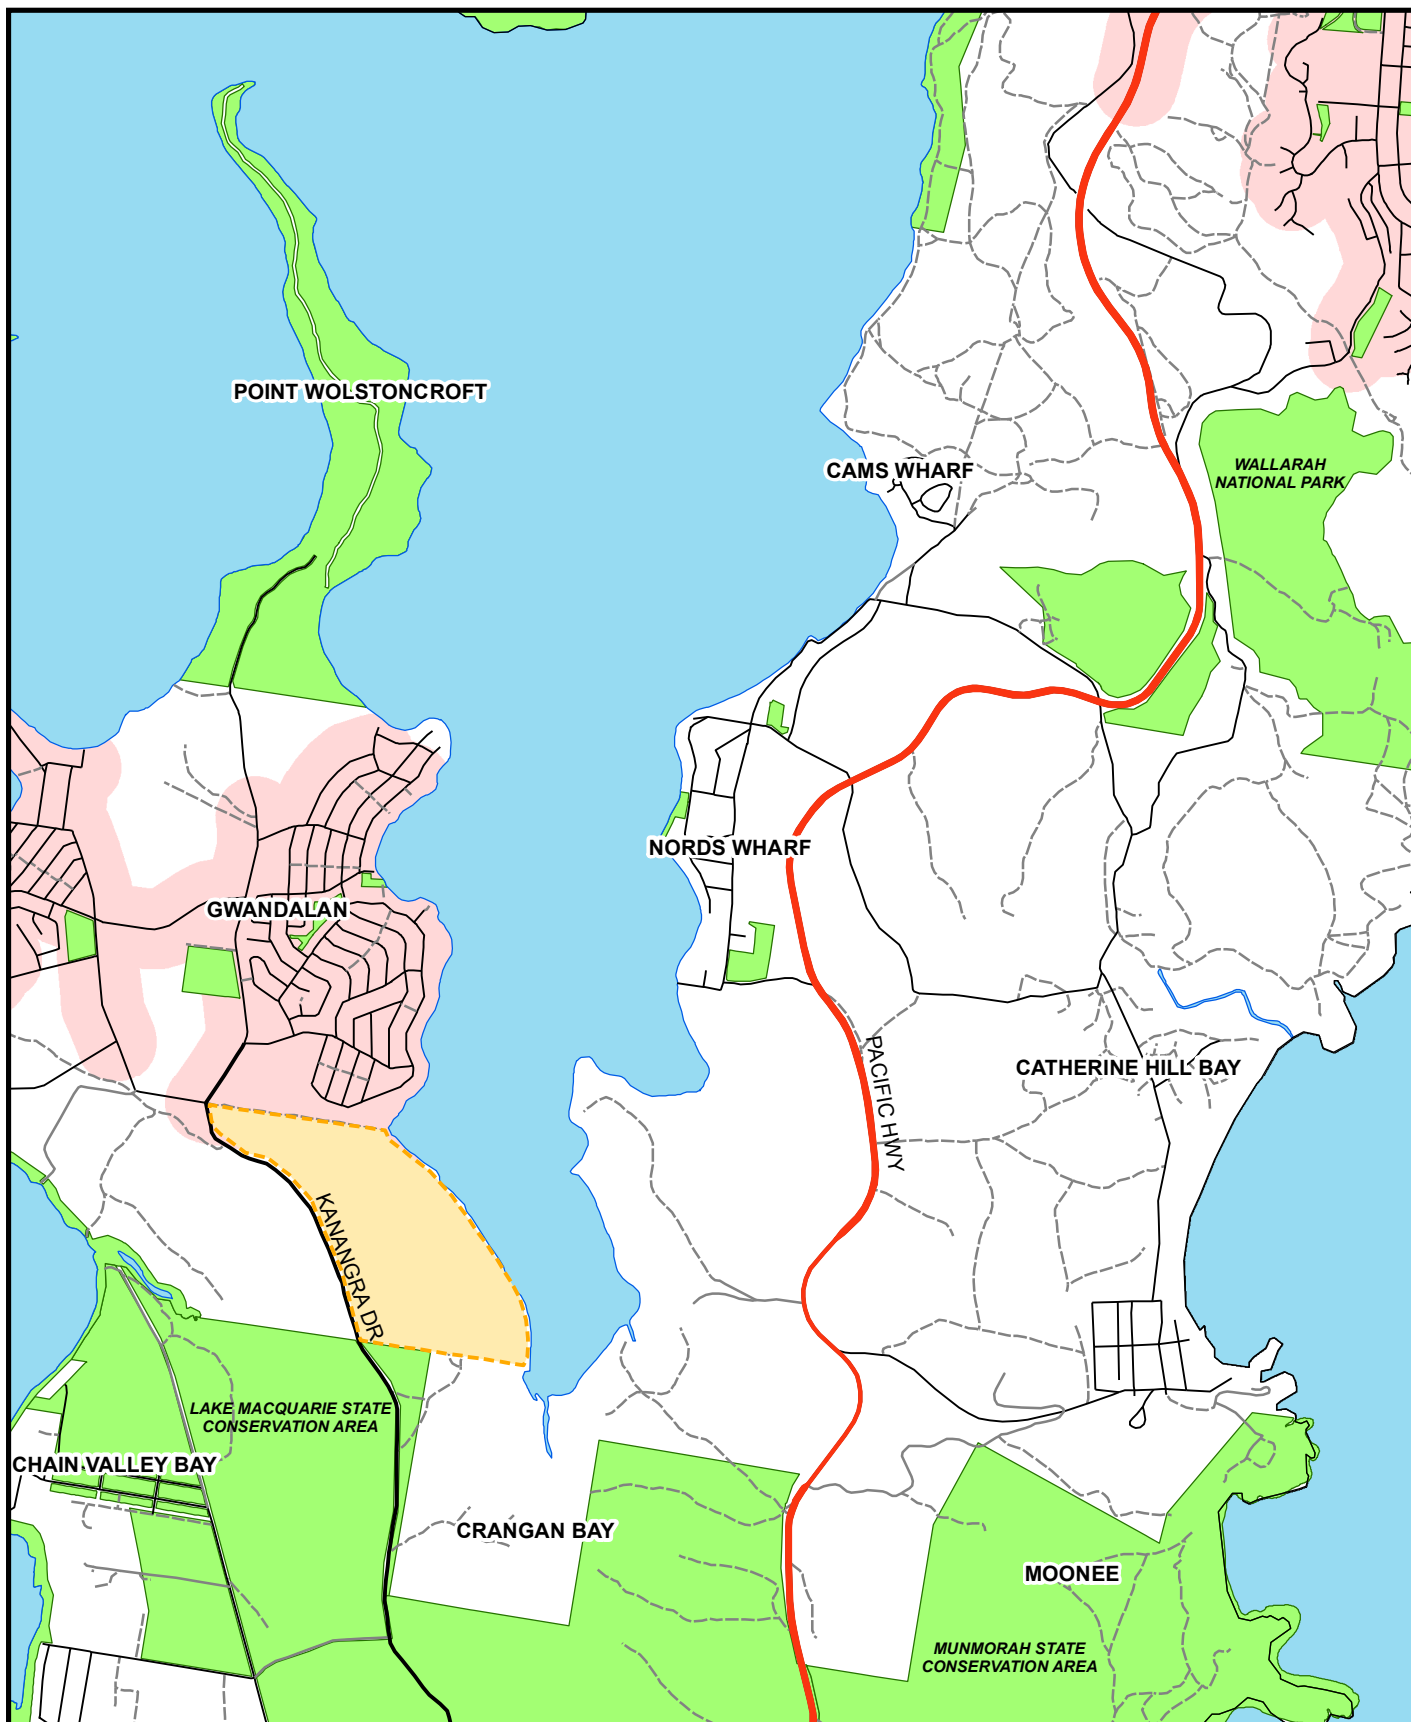 POINT WOLSTONCROFT
CAMS WHARF
WALLARAH
NATIONAL PARK
NORDS WHARF
GWANDALAN
PACIFIC HWY
CATHERINE HILL BAY
KANANGRA DR
LAKE MACQUARIE STATE
CONSERVATION AREA
CHAIN VALLEY BAY
CRANGAN BAY
MOONEE
MUNMORAH STATE
CONSERVATION AREA